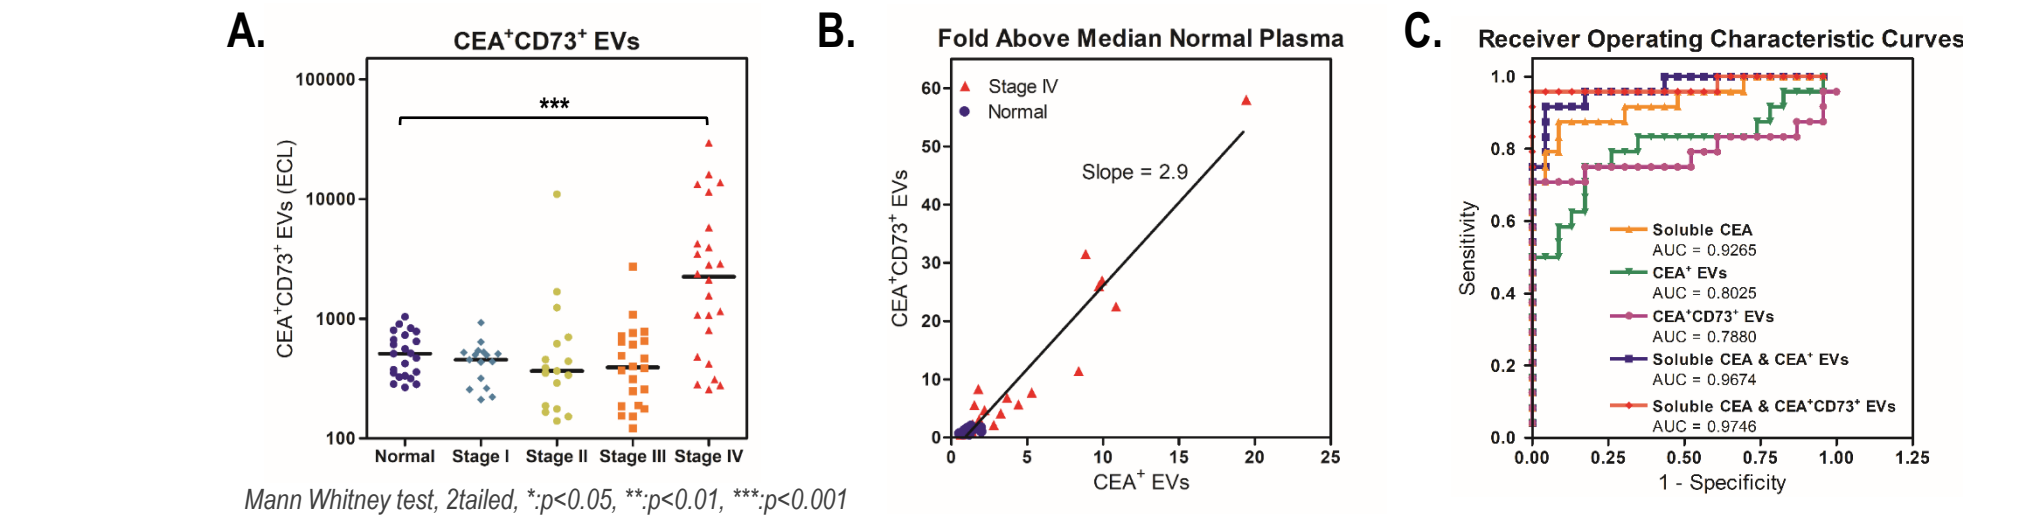 A.
CEA⁺CD73⁺ EVs
CEA⁺CD73⁺ EVs (ECL)
100000
10000
1000
100
***
Normal Stage I Stage II Stage III Stage IV
Mann Whitney test, 2tailed, *:p<0.05, **:p<0.01, ***:p<0.001
B.
Fold Above Median Normal Plasma
CEA⁺CD73⁺ EVs
60
50
40
30
20
10
0
Stage IV
Normal
Slope = 2.9
0 5 10 15 20 25
CEA⁺ EVs
C.
Receiver Operating Characteristic Curves
Sensitivity
1.0
0.8
0.6
0.4
0.2
0.0
Soluble CEA
AUC = 0.9265
CEA⁺ EVs
AUC = 0.8025
CEA⁺CD73⁺ EVs
AUC = 0.7880
Soluble CEA & CEA⁺ EVs
AUC = 0.9674
Soluble CEA & CEA⁺CD73⁺ EVs
AUC = 0.9746
0.00 0.25 0.50 0.75 1.00 1.25
1 - Specificity